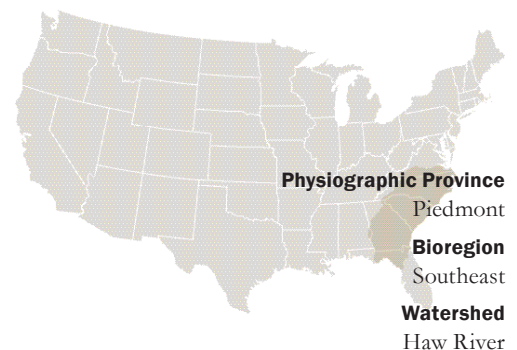 Physiographic Province
Piedmont
Bioregion
Southeast
Watershed
Haw River